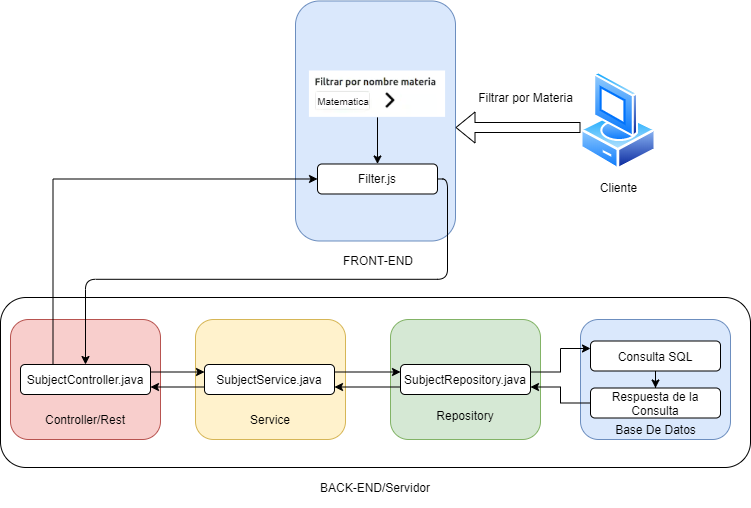 Filtrar por nombre materia
Matematica
Filtrar por Materia
Filter.js
Cliente
FRONT-END
SubjectController.java
SubjectService.java
SubjectRepository.java
Consulta SQL
Respuesta de la
Consulta
Controller/Rest
Service
Repository
Base De Datos
BACK-END/Servidor